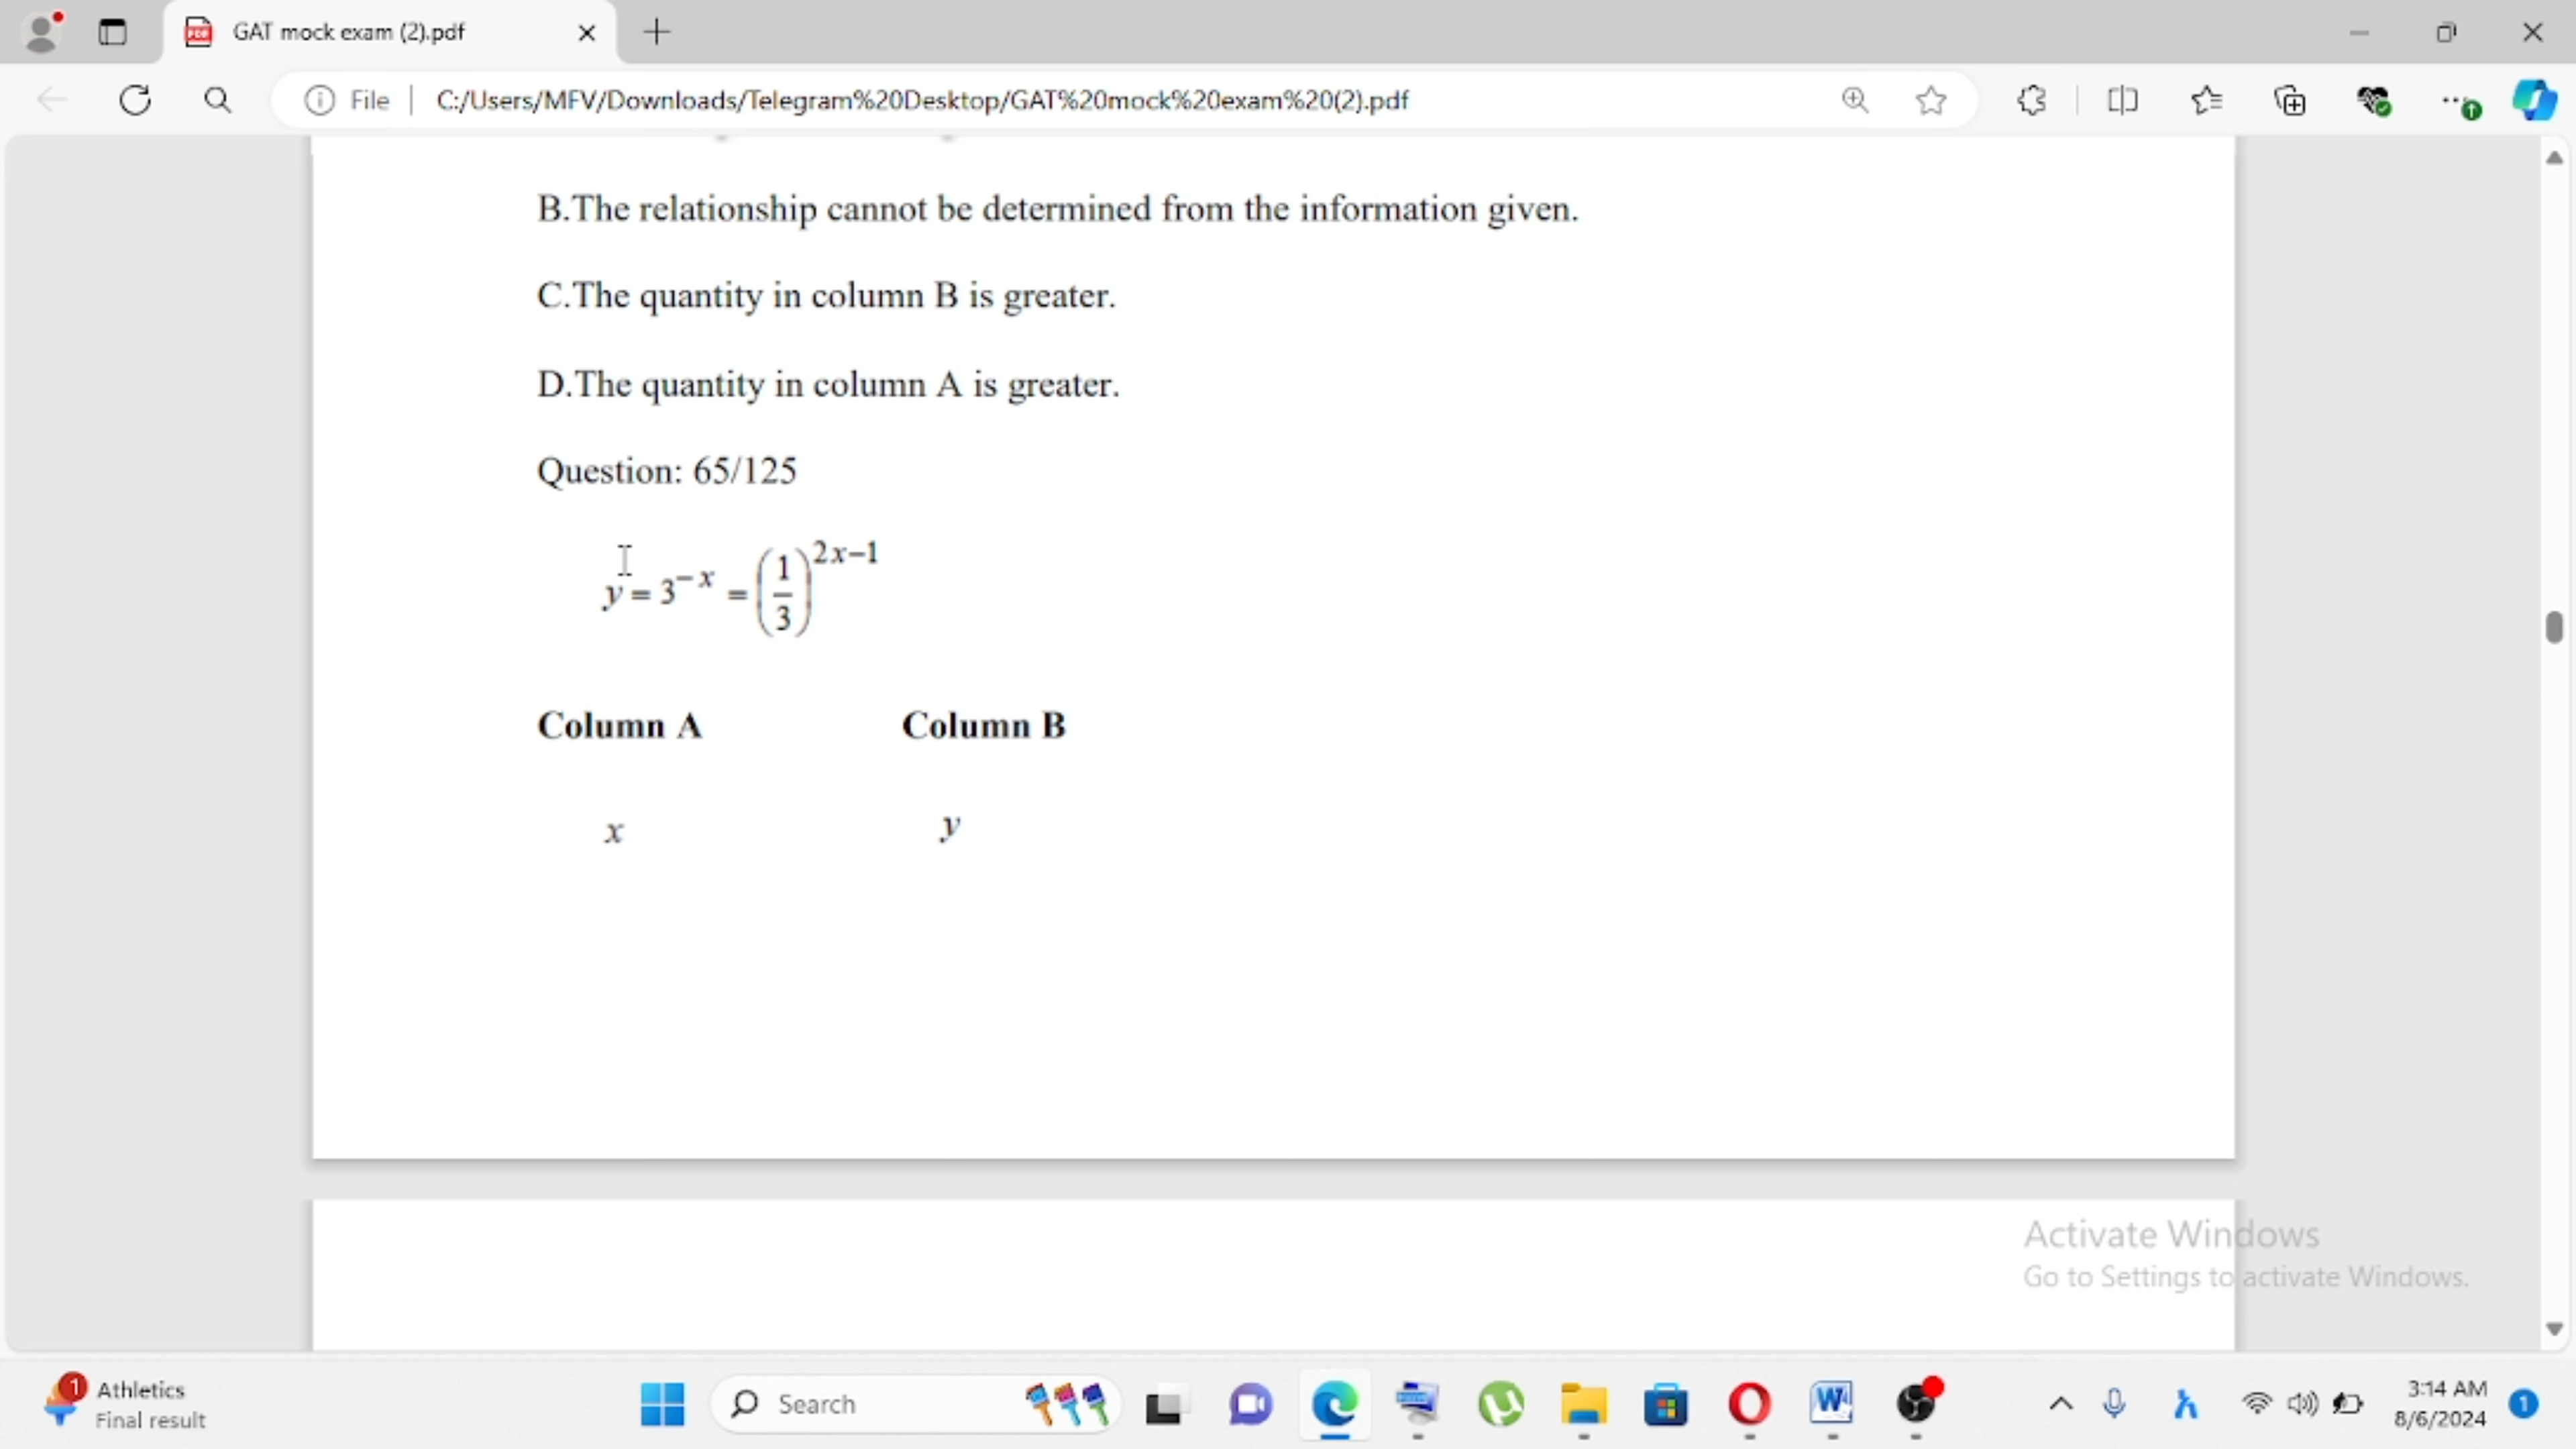 GAT mock exam (2).pdf
File
C:/Users/MFV/Downloads/Telegram%20Desktop/GAT%20mock%20exam%20(2).pdf
B.The relationship cannot be determined from the information given.
C.The quantity in column B is greater.
D.The quantity in column A is greater.
Question: 65/125
y = 3^{-x} = (1/3)^{2x-1}
Column A Column B
x y
Activate Windows
Go to Settings to activate Windows.
1
Athletics
Final result
Search
3:14 AM
8/6/2024
1